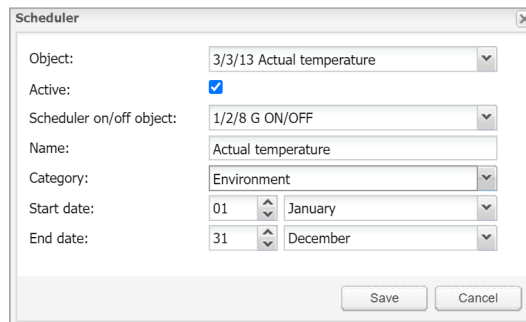 Scheduler
Object: 3/3/13 Actual temperature
Active:
Scheduler on/off object: 1/2/8 G ON/OFF
Name: Actual temperature
Category: Environment
Start date: 01 January
End date: 31 December
Save Cancel